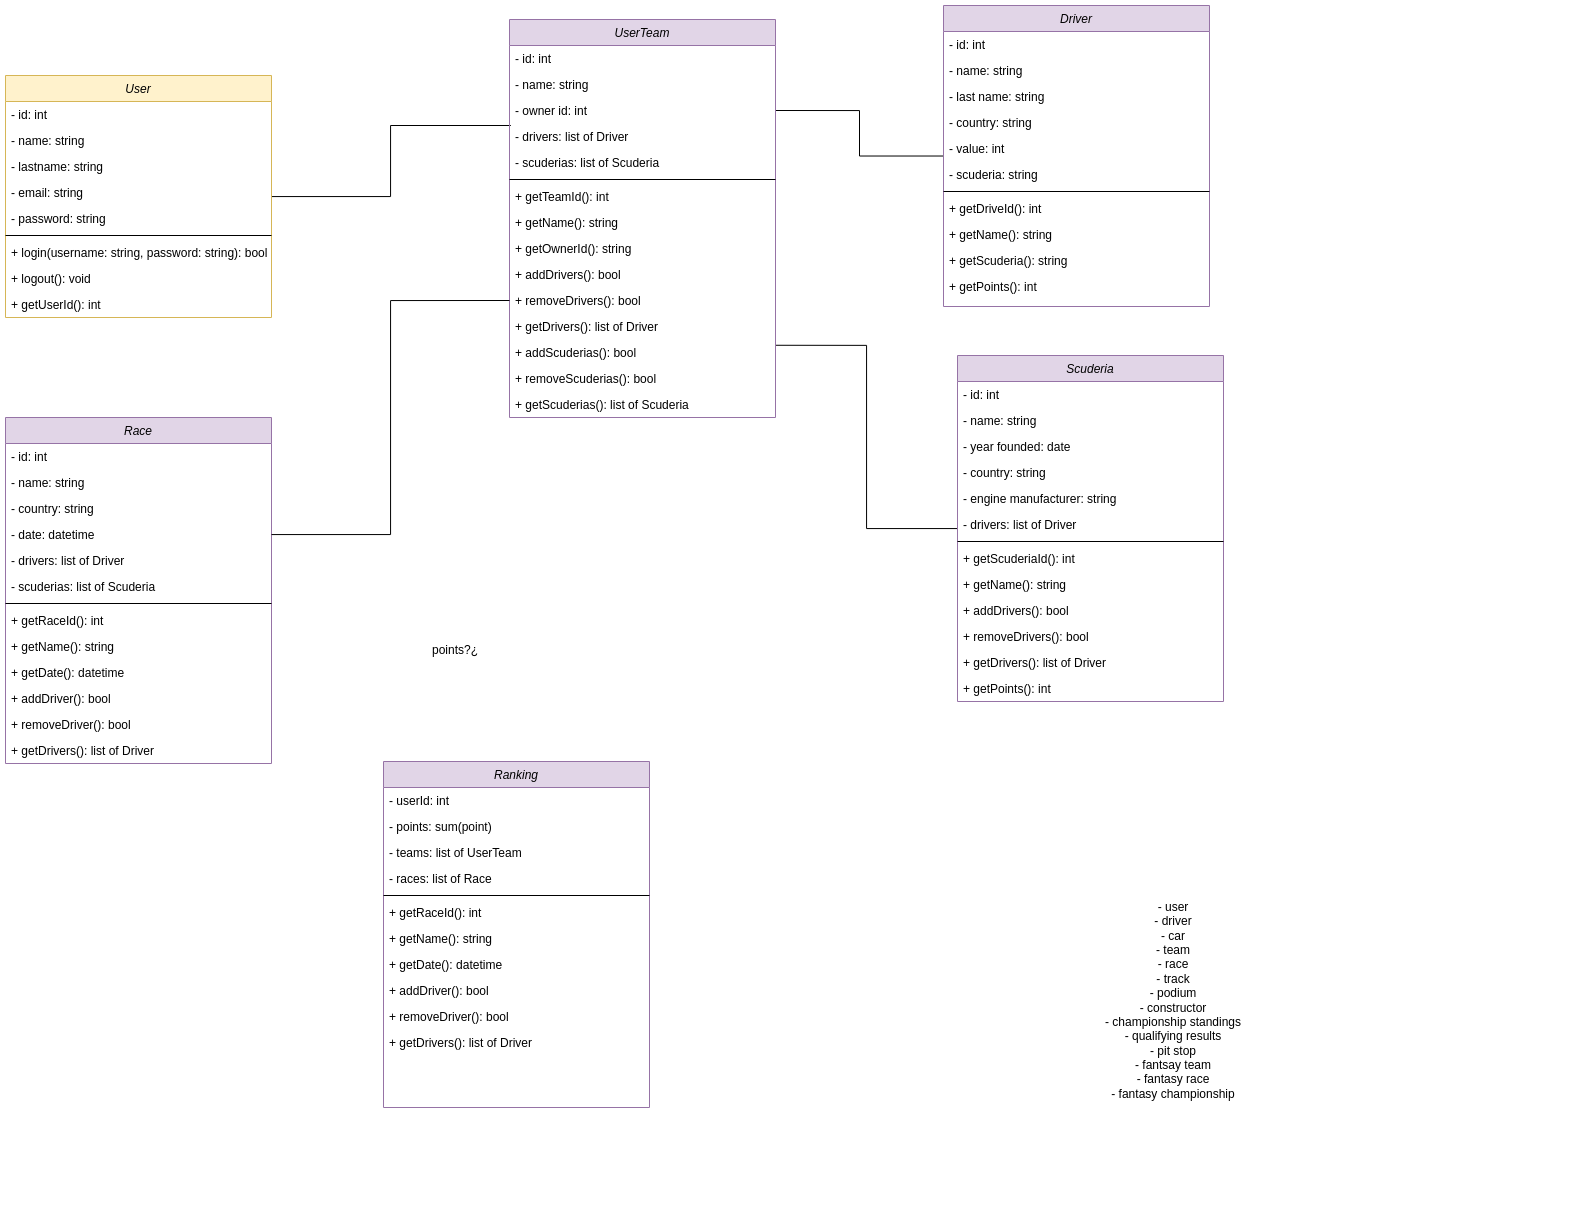 User
- id: int
- name: string
- lastname: string
- email: string
- password: string
+ login(username: string, password: string): bool
+ logout(): void
+ getUserId(): int
UserTeam
- id: int
- name: string
- owner id: int
- drivers: list of Driver
- scuderias: list of Scuderia
+ getTeamId(): int
+ getName(): string
+ getOwnerId(): string
+ addDrivers(): bool
+ removeDrivers(): bool
+ getDrivers(): list of Driver
+ addScuderias(): bool
+ removeScuderias(): bool
+ getScuderias(): list of Scuderia
Driver
- id: int
- name: string
- last name: string
- country: string
- value: int
- scuderia: string
+ getDriveId(): int
+ getName(): string
+ getScuderia(): string
+ getPoints(): int
Race
- id: int
- name: string
- country: string
- date: datetime
- drivers: list of Driver
- scuderias: list of Scuderia
+ getRaceId(): int
+ getName(): string
+ getDate(): datetime
+ addDriver(): bool
+ removeDriver(): bool
+ getDrivers(): list of Driver
Scuderia
- id: int
- name: string
- year founded: date
- country: string
- engine manufacturer: string
- drivers: list of Driver
+ getScuderiaId(): int
+ getName(): string
+ addDrivers(): bool
+ removeDrivers(): bool
+ getDrivers(): list of Driver
+ getPoints(): int
points?¿
Ranking
- userId: int
- points: sum(point)
- teams: list of UserTeam
- races: list of Race
+ getRaceId(): int
+ getName(): string
+ getDate(): datetime
+ addDriver(): bool
+ removeDriver(): bool
+ getDrivers(): list of Driver
- user
- driver
- car
- team
- race
- track
- podium
- constructor
- championship standings
- qualifying results
- pit stop
- fantsay team
- fantasy race
- fantasy championship